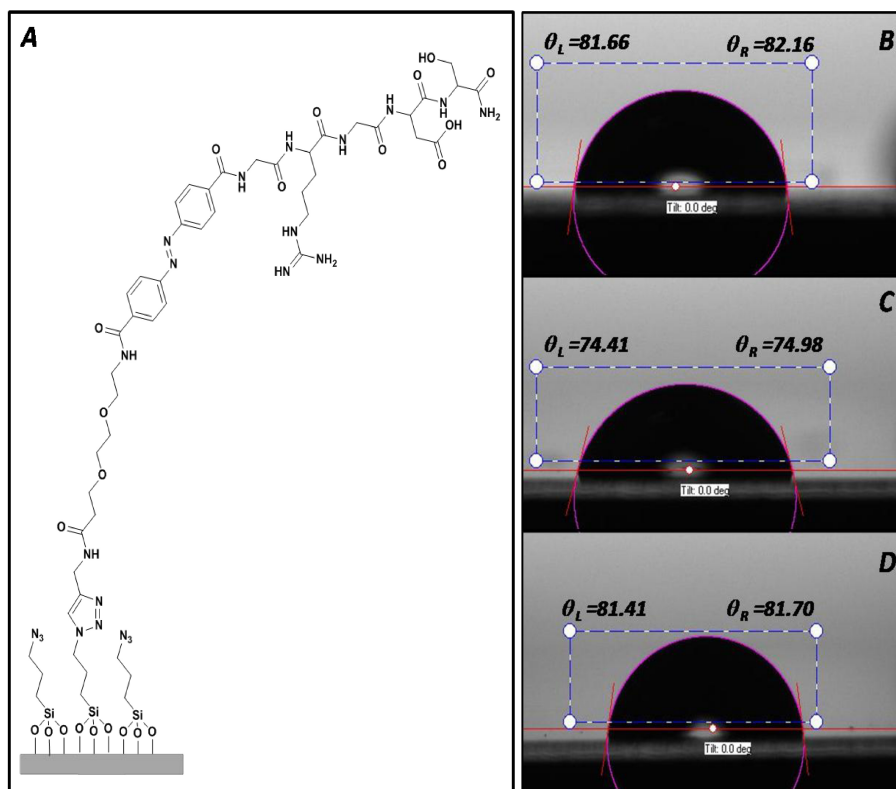 A
HO
O
O
O
H
N
NH2
O
H
N
O
N
H
OH
H
N
O
O
O
N
H
O
N
H
N
N
NH
NH2
HN
O
NH
O
O
O
NH
N
N
N
N3
N3
Si
Si
Si
O O O O O O O O O
B
θL =81.66 θR =82.16
Tilt: 0.0 deg
C
θL =74.41 θR =74.98
Tilt: 0.0 deg
D
θL =81.41 θR =81.70
Tilt: 0.0 deg